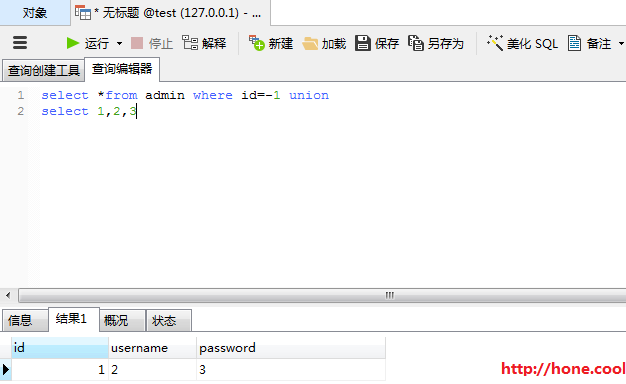 对象 * 无标题 @test (127.0.0.1) - ...
运行 停止 解释 新建 加载 保存 另存为 美化 SQL 备注
查询创建工具 查询编辑器
1 select *from admin where id=-1 union
2 select 1,2,3
信息 结果1 概况 状态
id username password
1 2 3
http://hone.cool